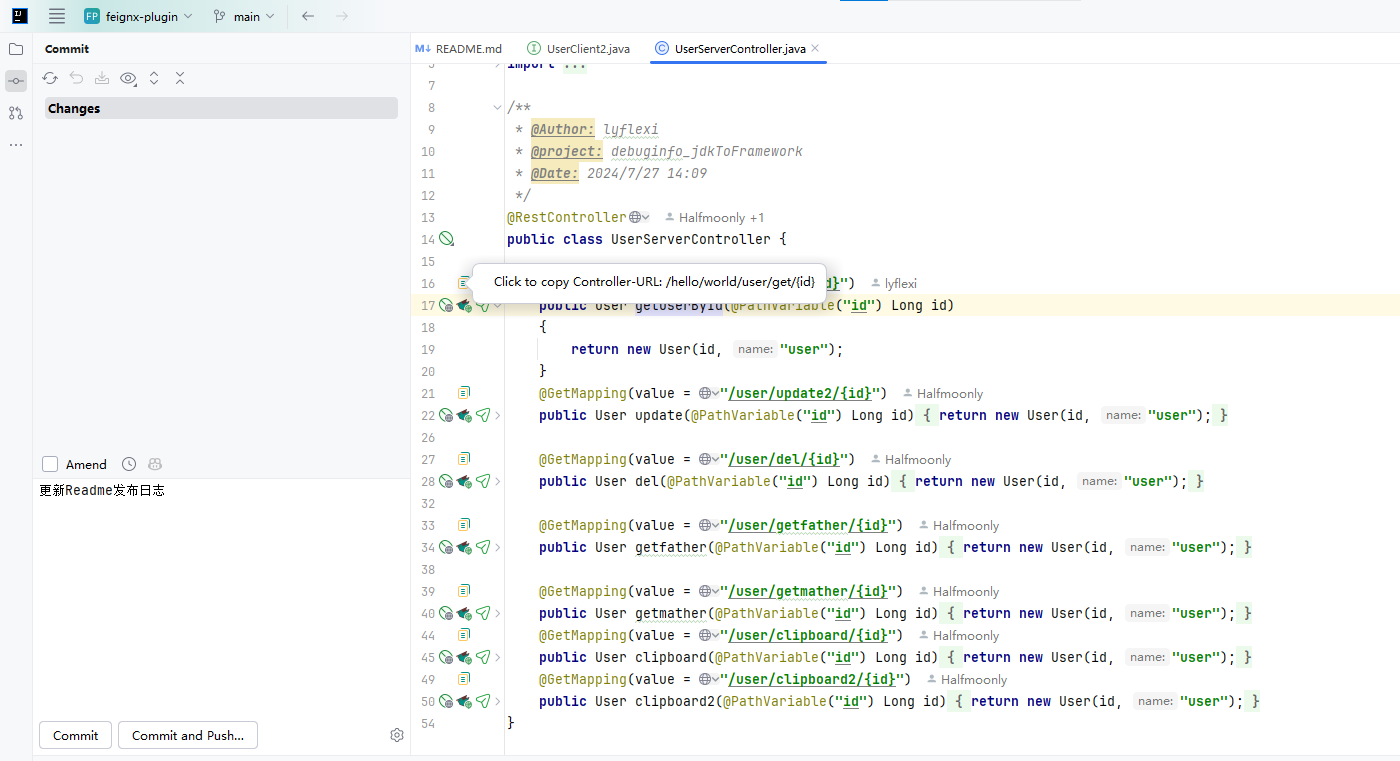 FP feignx-plugin main
Commit
Changes
Amend
更新Readme发布日志
Commit Commit and Push...
M↓ README.md UserClient2.java UserServerController.java
import ...
7
8 /**
9 * @Author: lyflexi
10 * @project: debuginfo_jdkToFramework
11 * @Date: 2024/7/27 14:09
12 */
13 @RestController Halfmoonly +1
14 public class UserServerController {
15
Click to copy Controller-URL: /hello/world/user/get/{id}
16 id}") lyflexi
17 public User getUserById(@PathVariable("id") Long id)
18 {
19 return new User(id, name: "user");
20 }
21 @GetMapping(value = "/user/update2/{id}") Halfmoonly
22 public User update(@PathVariable("id") Long id) { return new User(id, name: "user"); }
26
27 @GetMapping(value = "/user/del/{id}") Halfmoonly
28 public User del(@PathVariable("id") Long id) { return new User(id, name: "user"); }
32
33 @GetMapping(value = "/user/getfather/{id}") Halfmoonly
34 public User getfather(@PathVariable("id") Long id) { return new User(id, name: "user"); }
38
39 @GetMapping(value = "/user/getmather/{id}") Halfmoonly
40 public User getmather(@PathVariable("id") Long id) { return new User(id, name: "user"); }
44 @GetMapping(value = "/user/clipboard/{id}") Halfmoonly
45 public User clipboard(@PathVariable("id") Long id) { return new User(id, name: "user"); }
49 @GetMapping(value = "/user/clipboard2/{id}") Halfmoonly
50 public User clipboard2(@PathVariable("id") Long id) { return new User(id, name: "user"); }
54 }